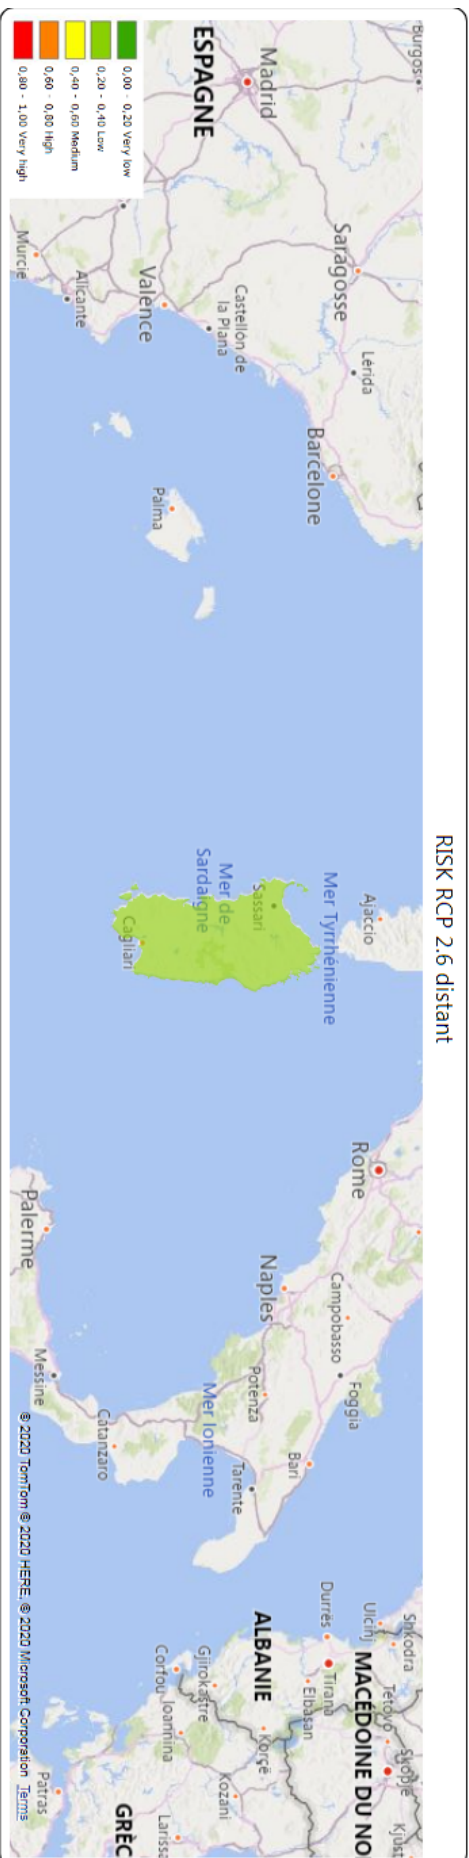 RISK RCP 2.6 distant
Burgos
Madrid
ESPAGNE
Saragosse
Lérida
Barcelone
Castellón de
la Plana
Valence
Alicante
Murcie
Palma
Ajaccio
Mer Tyrrhénienne
Sassari
Mer de
Sardaigne
Cagliari
Rome
Campobasso
Foggia
Naples
Potenza
Bari
Tarente
Mer Ionienne
Catanzaro
Messine
Palerme
Shkodra
Ulcinj
Tetovo
Skopje
Kjust
MACÉDOINE DU NO
Durrës
Tirana
Elbasan
ALBANIE
Korçë
Gjirokastre
Kozani
Corfou
Ioannina
Larissa
GRÈC
Patras
0,00 - 0,20 Very low
0,20 - 0,40 Low
0,40 - 0,60 Medium
0,60 - 0,80 High
0,80 - 1,00 Very high
© 2020 TomTom © 2020 HERE, © 2020 Microsoft Corporation Terms